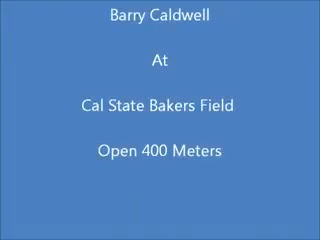 Barry Caldwell
At
Cal State Bakers Field
Open 400 Meters